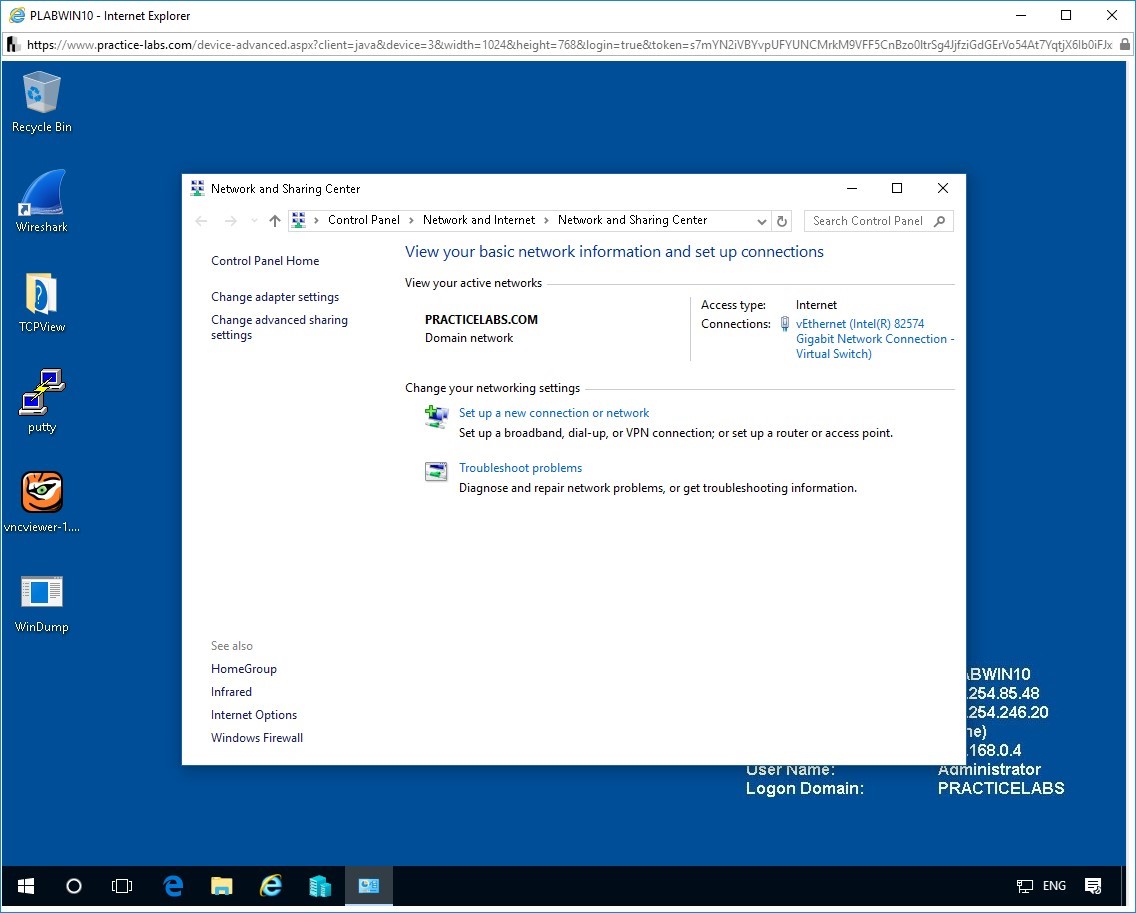 PLABWIN10 - Internet Explorer
https://www.practice-labs.com/device-advanced.aspx?client=java&device=3&width=1024&height=768&login=true&token=s7mYN2iVBYvpUFYUNCMrkM9VFF5CnBzo0ItrSg4JjfziGdGErVo54At7YqtjX6Ib0iFJx
Recycle Bin
Wireshark
TCPView
putty
vncviewer-1....
WinDump
Network and Sharing Center
Control Panel > Network and Internet > Network and Sharing Center
Search Control Panel
Control Panel Home
Change adapter settings
Change advanced sharing
settings
View your basic network information and set up connections
View your active networks
PRACTICELABS.COM
Domain network
Access type: Internet
Connections: vEthernet (Intel(R) 82574
Gigabit Network Connection -
Virtual Switch)
Change your networking settings
Set up a new connection or network
Set up a broadband, dial-up, or VPN connection; or set up a router or access point.
Troubleshoot problems
Diagnose and repair network problems, or get troubleshooting information.
See also
HomeGroup
Infrared
Internet Options
Windows Firewall
ABWIN10
.254.85.48
.254.246.20
ne)
.168.0.4
User Name: Administrator
Logon Domain: PRACTICELABS
ENG